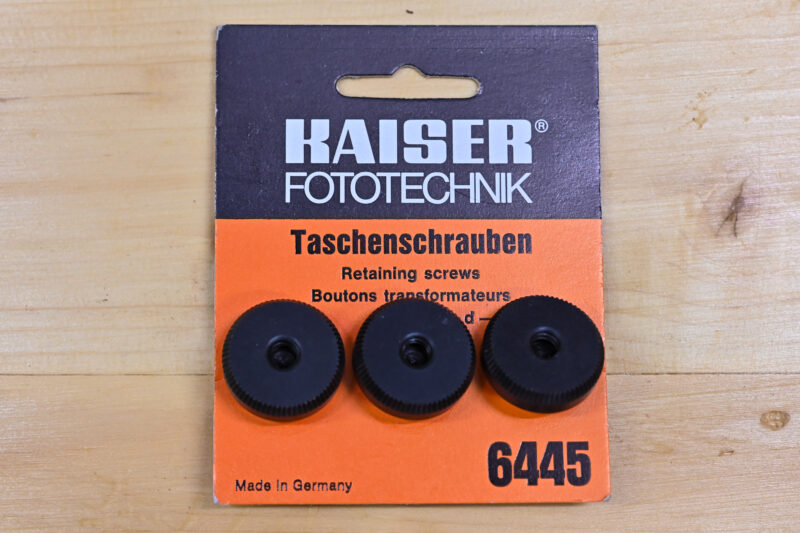 KAISER®
FOTOTECHNIK
Taschenschrauben
Retaining screws
Boutons transformateurs
6445
Made in Germany